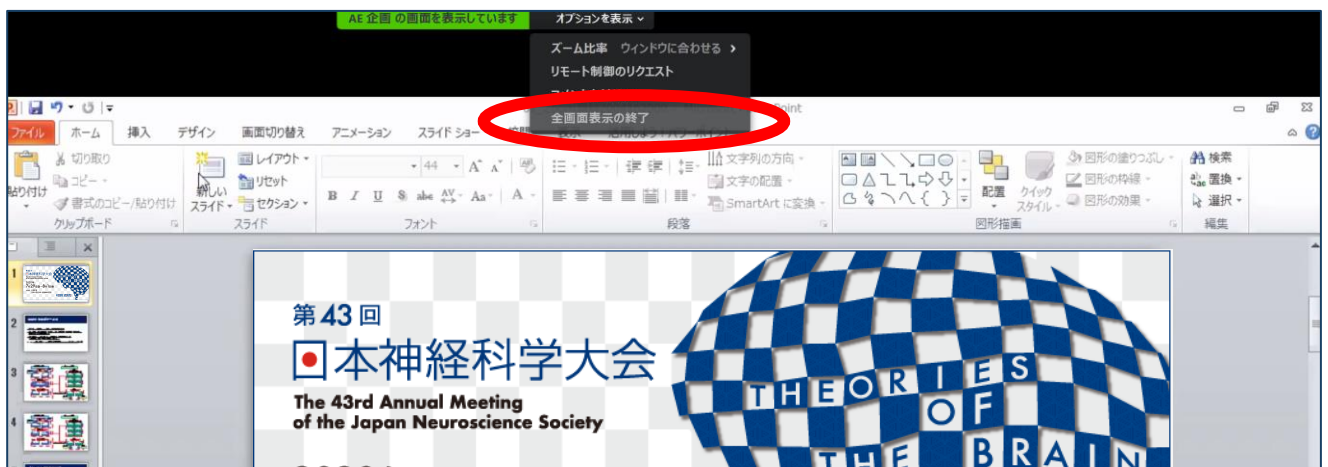 AE 企画 の画面を表示しています
オプションを表示
ズーム比率 ウィンドウに合わせる
リモート制御のリクエスト
全画面表示の終了
ファイル ホーム 挿入 デザイン 画面切り替え アニメーション スライド ショー
切り取り
コピー
書式のコピー/貼り付け
貼り付け
クリップボード
新しい
スライド
レイアウト
リセット
セクション
スライド
44
B I U S abc AV Aa A
フォント
文字列の方向
文字の配置
SmartArt に変換
段落
配置
クイック
スタイル
図形の塗りつぶし
図形の枠線
図形の効果
図形描画
検索
置換
選択
編集
1
2
3
4
第43回
日本神経科学大会
The 43rd Annual Meeting
of the Japan Neuroscience Society
THEORIES
OF
THE BRAIN